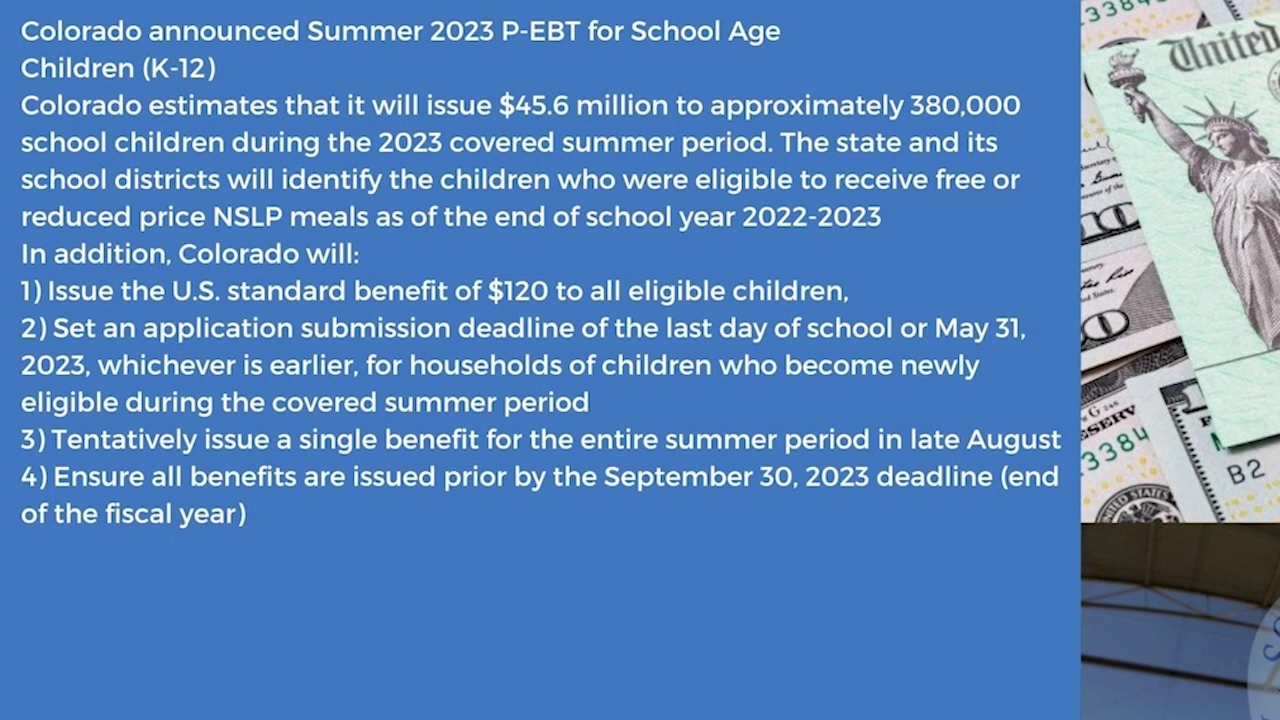 Colorado announced Summer 2023 P-EBT for School Age
Children (K-12)
Colorado estimates that it will issue $45.6 million to approximately 380,000
school children during the 2023 covered summer period. The state and its
school districts will identify the children who were eligible to receive free or
reduced price NSLP meals as of the end of school year 2022-2023
In addition, Colorado will:
1) Issue the U.S. standard benefit of $120 to all eligible children,
2) Set an application submission deadline of the last day of school or May 31,
2023, whichever is earlier, for households of children who become newly
eligible during the covered summer period
3) Tentatively issue a single benefit for the entire summer period in late August
4) Ensure all benefits are issued prior by the September 30, 2023 deadline (end
of the fiscal year)
United
B2